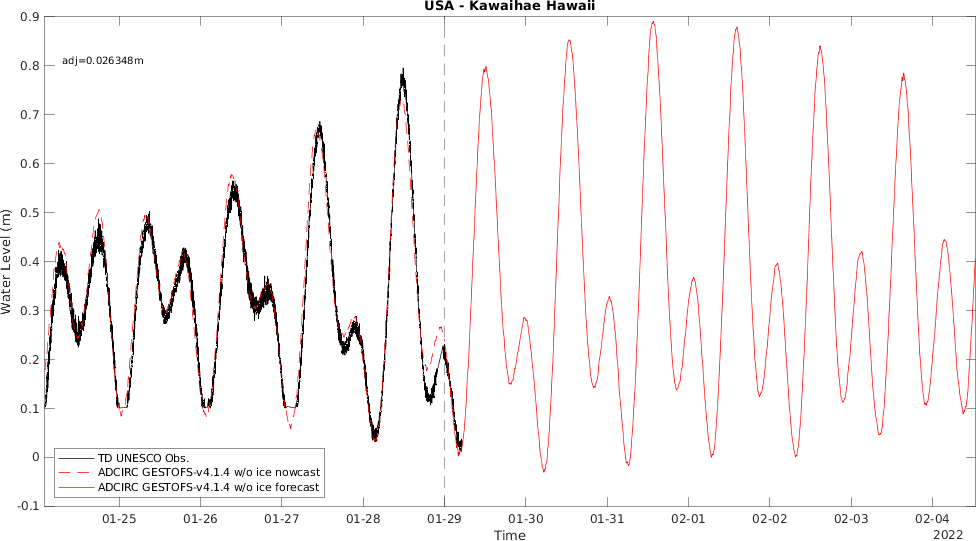 USA - Kawaihae Hawaii
adj=0.026348m
0.9
0.8
0.7
0.6
0.5
0.4
0.3
0.2
0.1
0
-0.1
Water Level (m)
TD UNESCO Obs.
ADCIRC GESTOFS-v4.1.4 w/o ice nowcast
ADCIRC GESTOFS-v4.1.4 w/o ice forecast
01-25 01-26 01-27 01-28 01-29 01-30 01-31 02-01 02-02 02-03 02-04
Time
2022